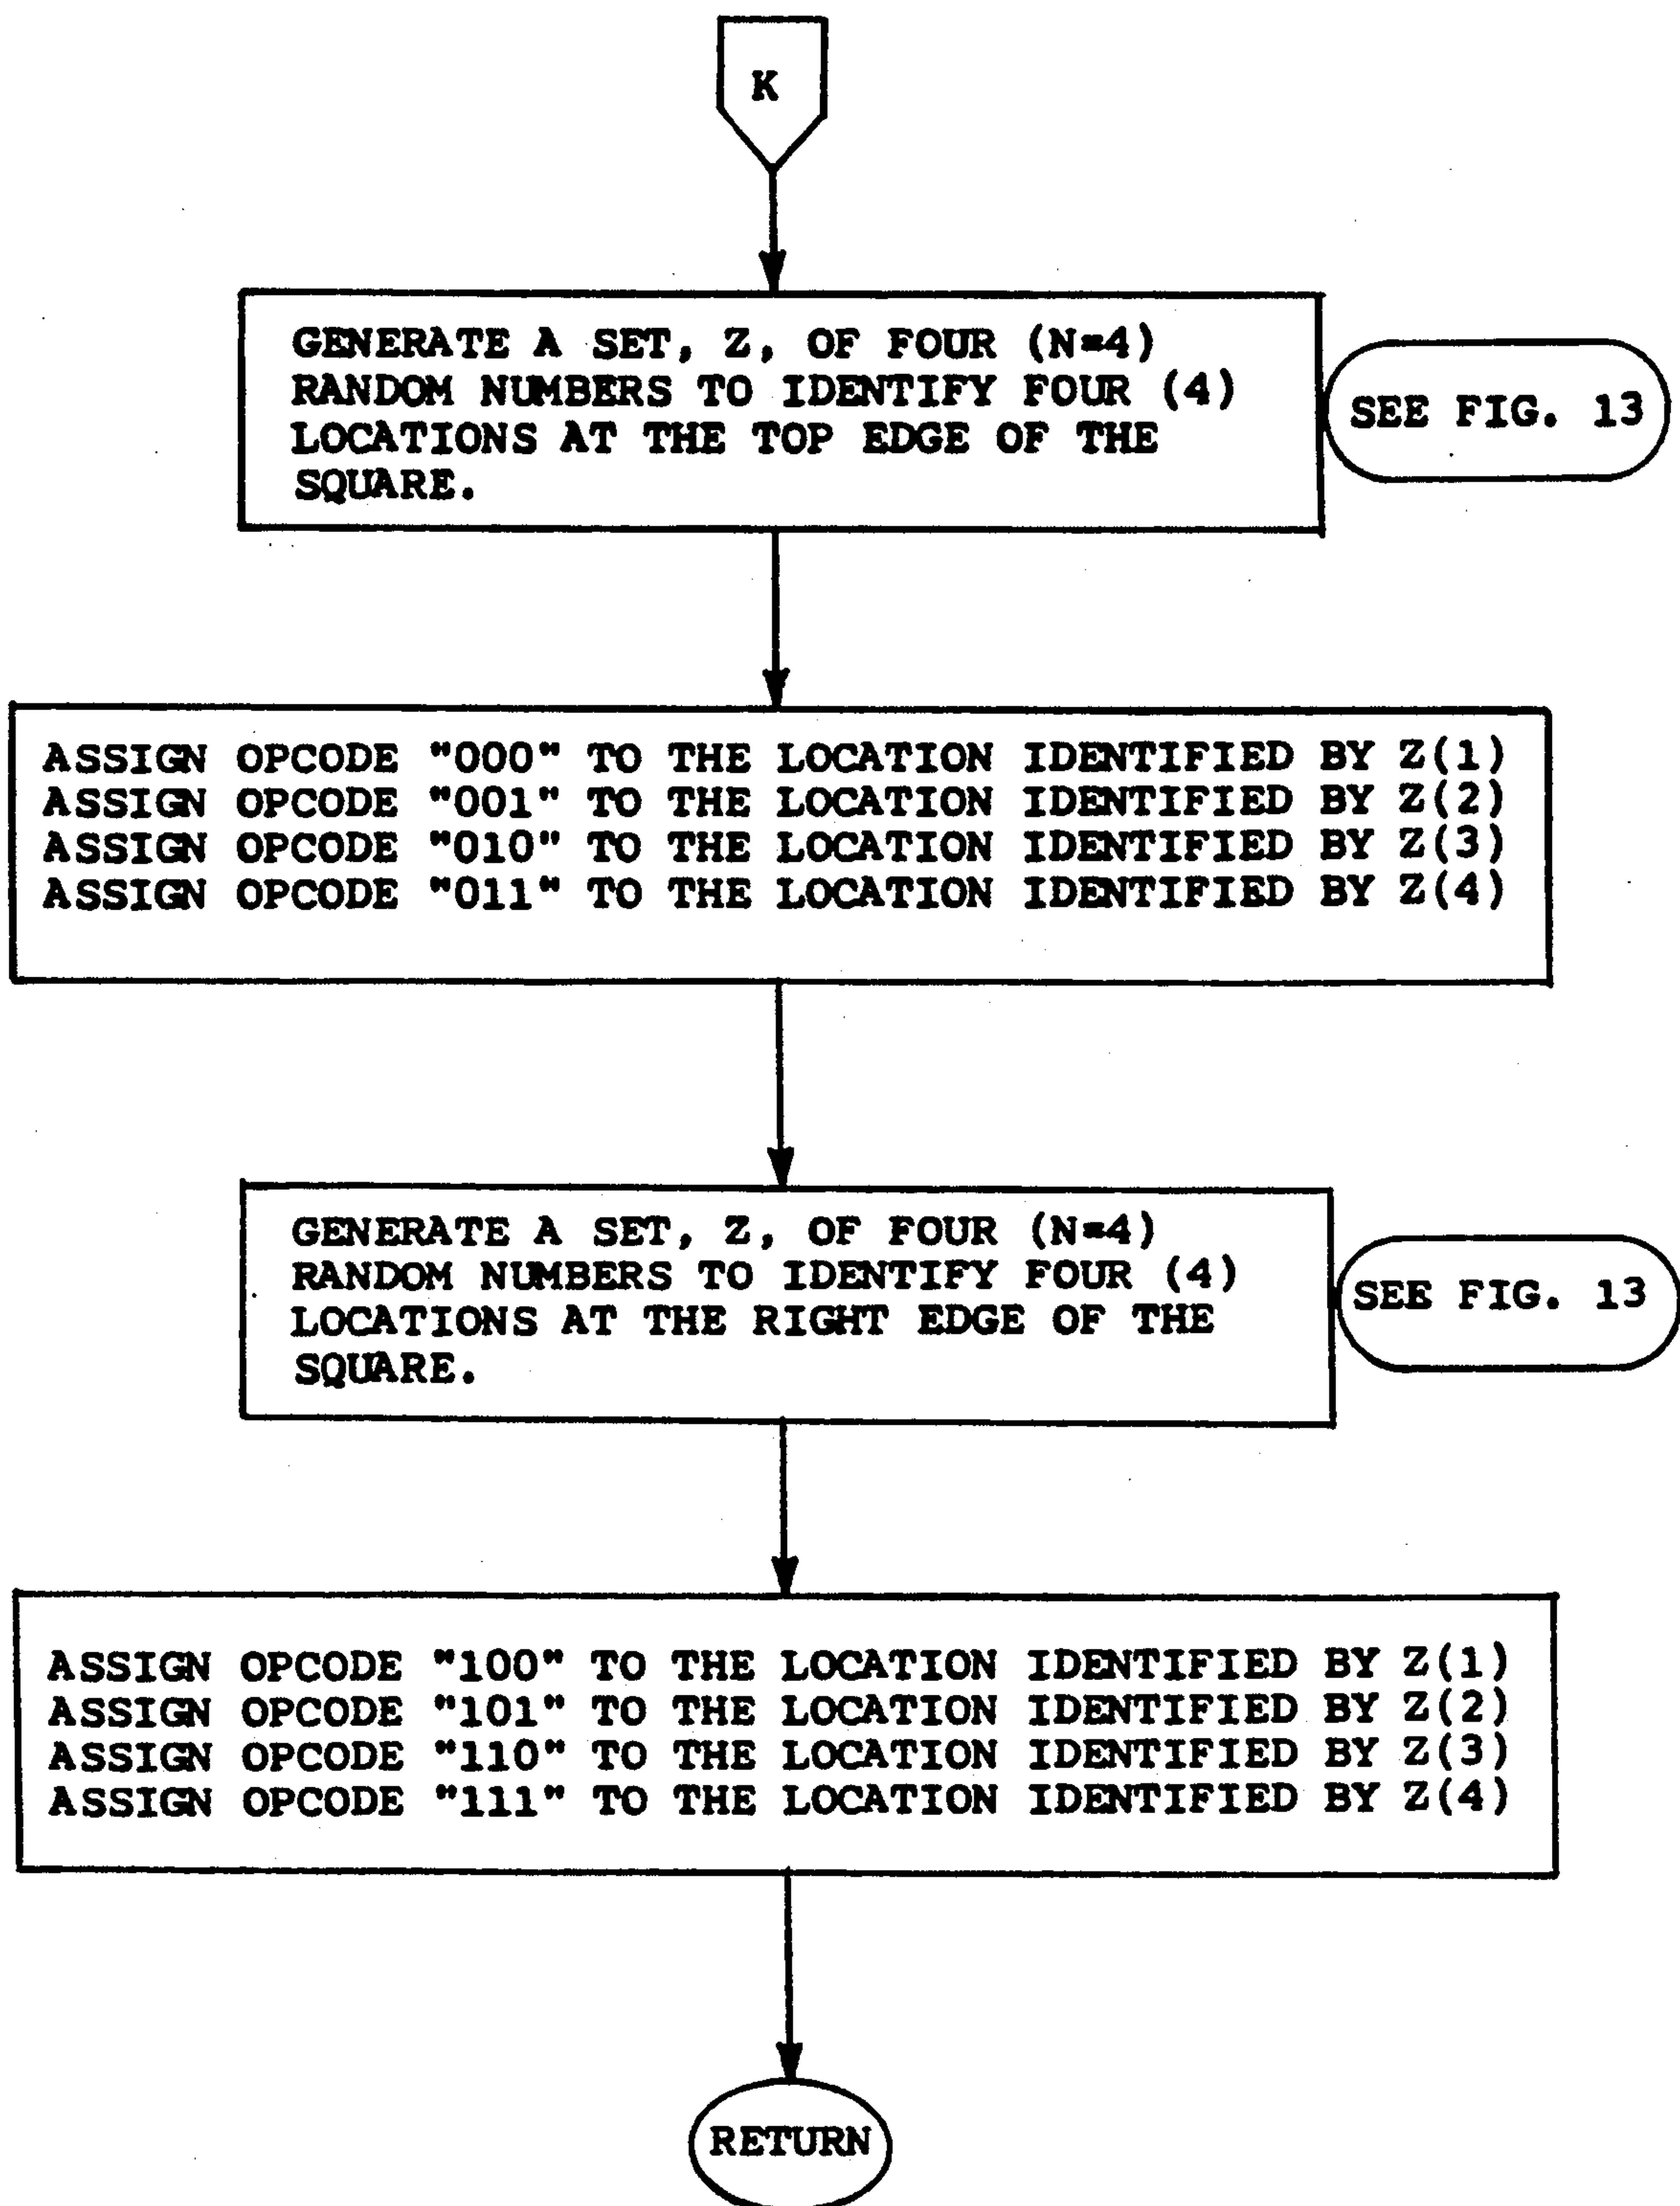 K
GENERATE A SET, Z, OF FOUR (N=4)
RANDOM NUMBERS TO IDENTIFY FOUR (4)
LOCATIONS AT THE TOP EDGE OF THE
SQUARE.
SEE FIG. 13
ASSIGN OPCODE "000" TO THE LOCATION IDENTIFIED BY Z(1)
ASSIGN OPCODE "001" TO THE LOCATION IDENTIFIED BY Z(2)
ASSIGN OPCODE "010" TO THE LOCATION IDENTIFIED BY Z(3)
ASSIGN OPCODE "011" TO THE LOCATION IDENTIFIED BY Z(4)
GENERATE A SET, Z, OF FOUR (N=4)
RANDOM NUMBERS TO IDENTIFY FOUR (4)
LOCATIONS AT THE RIGHT EDGE OF THE
SQUARE.
SEE FIG. 13
ASSIGN OPCODE "100" TO THE LOCATION IDENTIFIED BY Z(1)
ASSIGN OPCODE "101" TO THE LOCATION IDENTIFIED BY Z(2)
ASSIGN OPCODE "110" TO THE LOCATION IDENTIFIED BY Z(3)
ASSIGN OPCODE "111" TO THE LOCATION IDENTIFIED BY Z(4)
RETURN